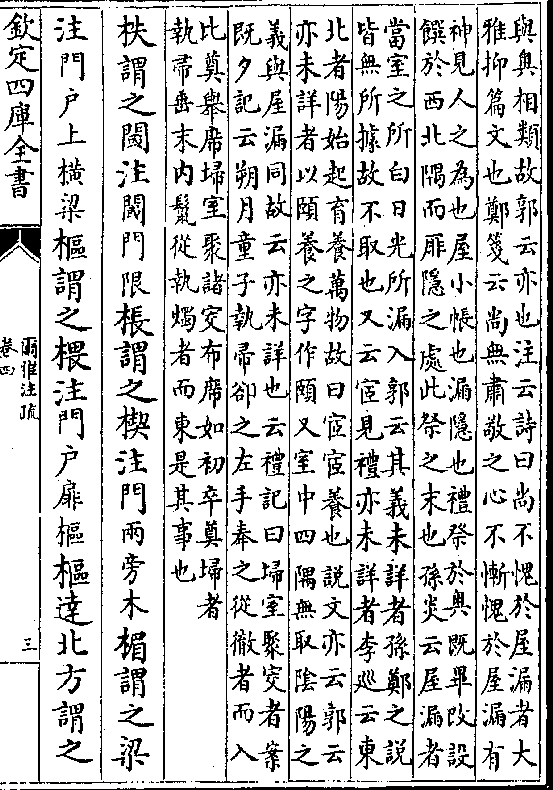 與奥相類故郭云亦也注云詩曰尚不愧於屋漏者大
雅抑篇文也鄭箋云尚無肅敬之心不慚愧於屋漏有
神見人之為也屋小帳也漏隱也禮祭於奥既畢改設
饌於西北隅而厞隱之處此祭之末也孫炎云屋漏者
當室之所白日光所漏入郭云其義未詳者孫鄭之説
皆無所據故不取也又云宧見禮亦未詳者李廵云東
北者陽始起育養萬物故曰宧宧養也説文亦云郭云
亦未詳者以頤養之字作頤又室中四隅無取陰陽之
義與屋漏同故云亦未詳也云禮記曰埽室聚窔者案
既夕記云朔月童子執帚卻之左手奉之從徹者而入
比奠舉席埽室聚諸窔布席如初卒奠埽者
執帚垂末内鬛從執燭者而東是其事也
柣謂之閾注閾門限棖謂之楔注門兩旁木楣謂之梁
注門户上横梁樞謂之椳注門户扉樞樞達北方謂之
欽定四庫全書
爾雅注疏
卷四
三